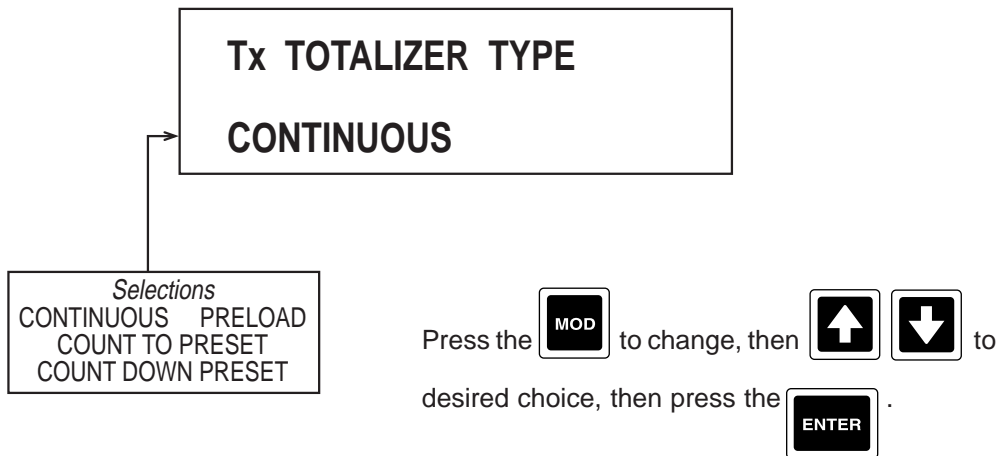 Tx TOTALIZER TYPE
CONTINUOUS
Selections
CONTINUOUS PRELOAD
COUNT TO PRESET
COUNT DOWN PRESET
Press the MOD to change, then to
desired choice, then press the ENTER .